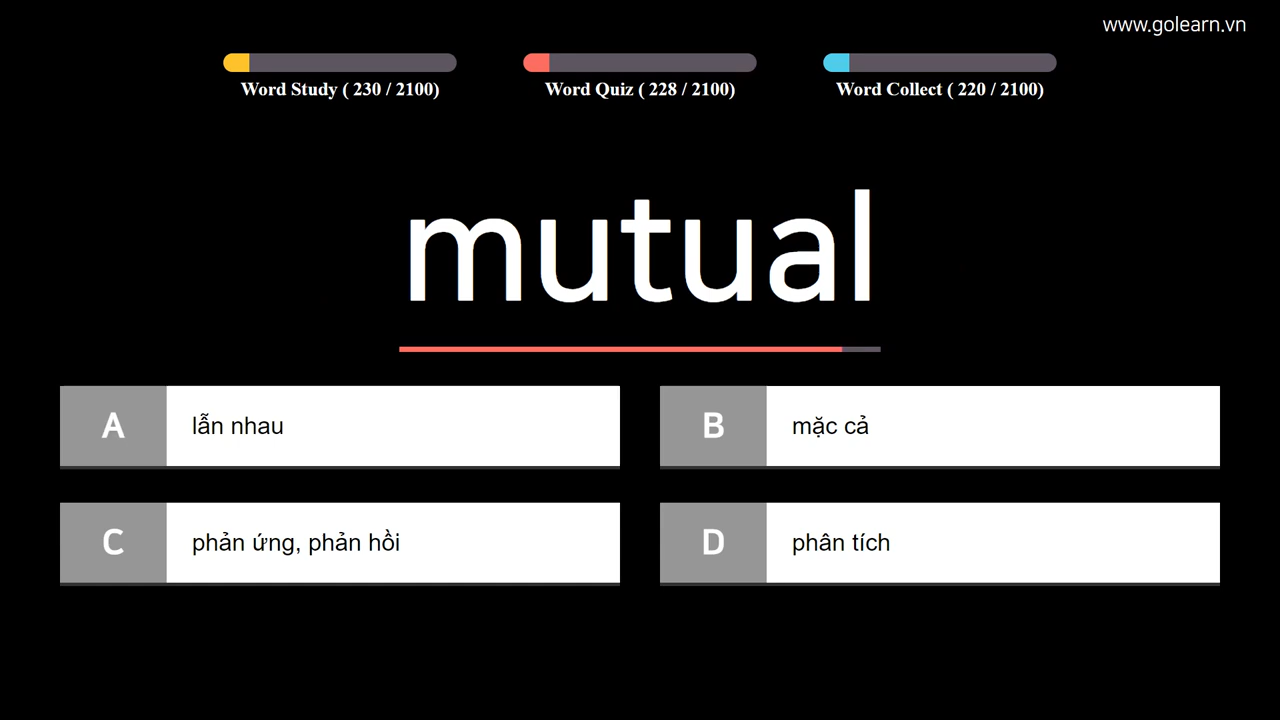 www.golearn.vn
Word Study ( 230 / 2100)
Word Quiz ( 228 / 2100)
Word Collect ( 220 / 2100)
mutual
A lẫn nhau
B mặc cả
C phản ứng, phản hồi
D phân tích